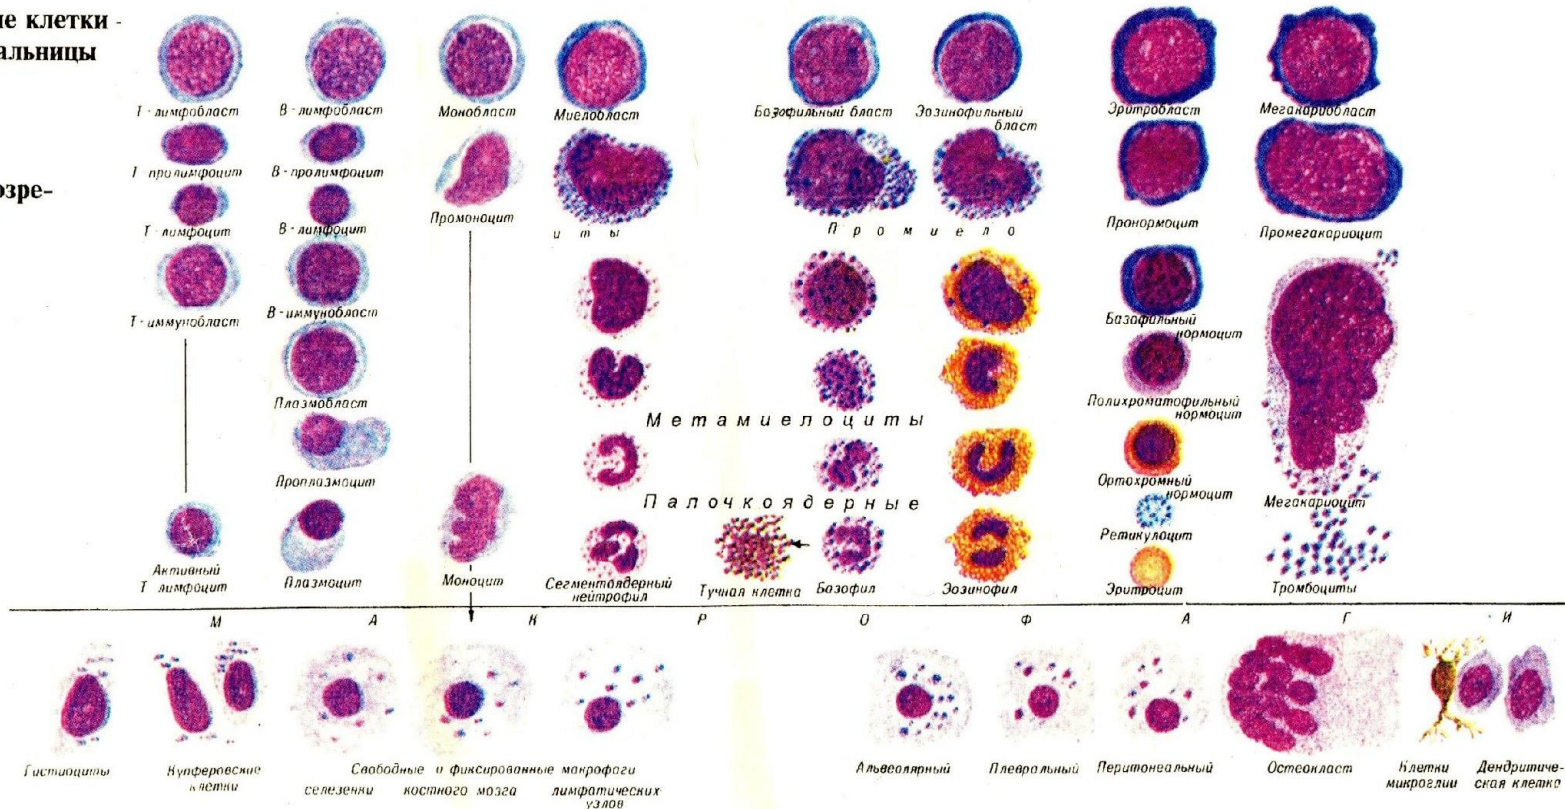 ые клетки -
альницы
озре-
Т-лимфобласт
В-лимфобласт
Монобласт
Миелобласт
Базофильный бласт
Эозинофильный
бласт
Эритробласт
Мегакариобласт
Т пролимфоцит
В-пролимфоцит
Промоноцит
и т ы
П р о м и е л о
Пронормоцит
Промегакариоцит
Т-лимфоцит
В-лимфоцит
Т-иммунобласт
В-иммунобласт
Базофильный
нормоцит
Плазмобласт
Полихроматофильный
нормоцит
Метамиелоциты
Проплазмоцит
Ортохромный
нормоцит
Палочкоядерные
Мегакариоцит
Ретикулоцит
Активный
Т лимфоцит
Плазмоцит
Моноцит
Сегментоядерный
нейтрофил
Тучная клетка
Базофил
Эозинофил
Эритроцит
Тромбоциты
М А К Р О Ф А Г И
Гистиоциты
Купферовские
клетки
Свободные и фиксированные макрофаги
селезенки
костного мозга
лимфатических
узлов
Альвеолярный
Плевральный
Перитонеальный
Остеокласт
Клетки
микроглии
Дендритиче-
ская клетка